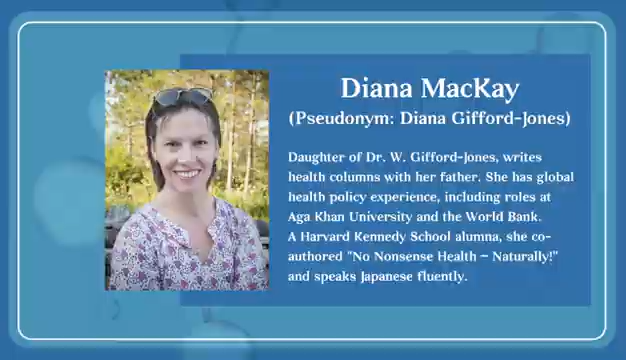 Diana MacKay
(Pseudonym: Diana Gifford-Jones)
Daughter of Dr. W. Gifford-Jones, writes
health columns with her father. She has global
health policy experience, including roles at
Aga Khan University and the World Bank.
A Harvard Kennedy School alumna, she co-
authored "No Nonsense Health – Naturally!"
and speaks Japanese fluently.